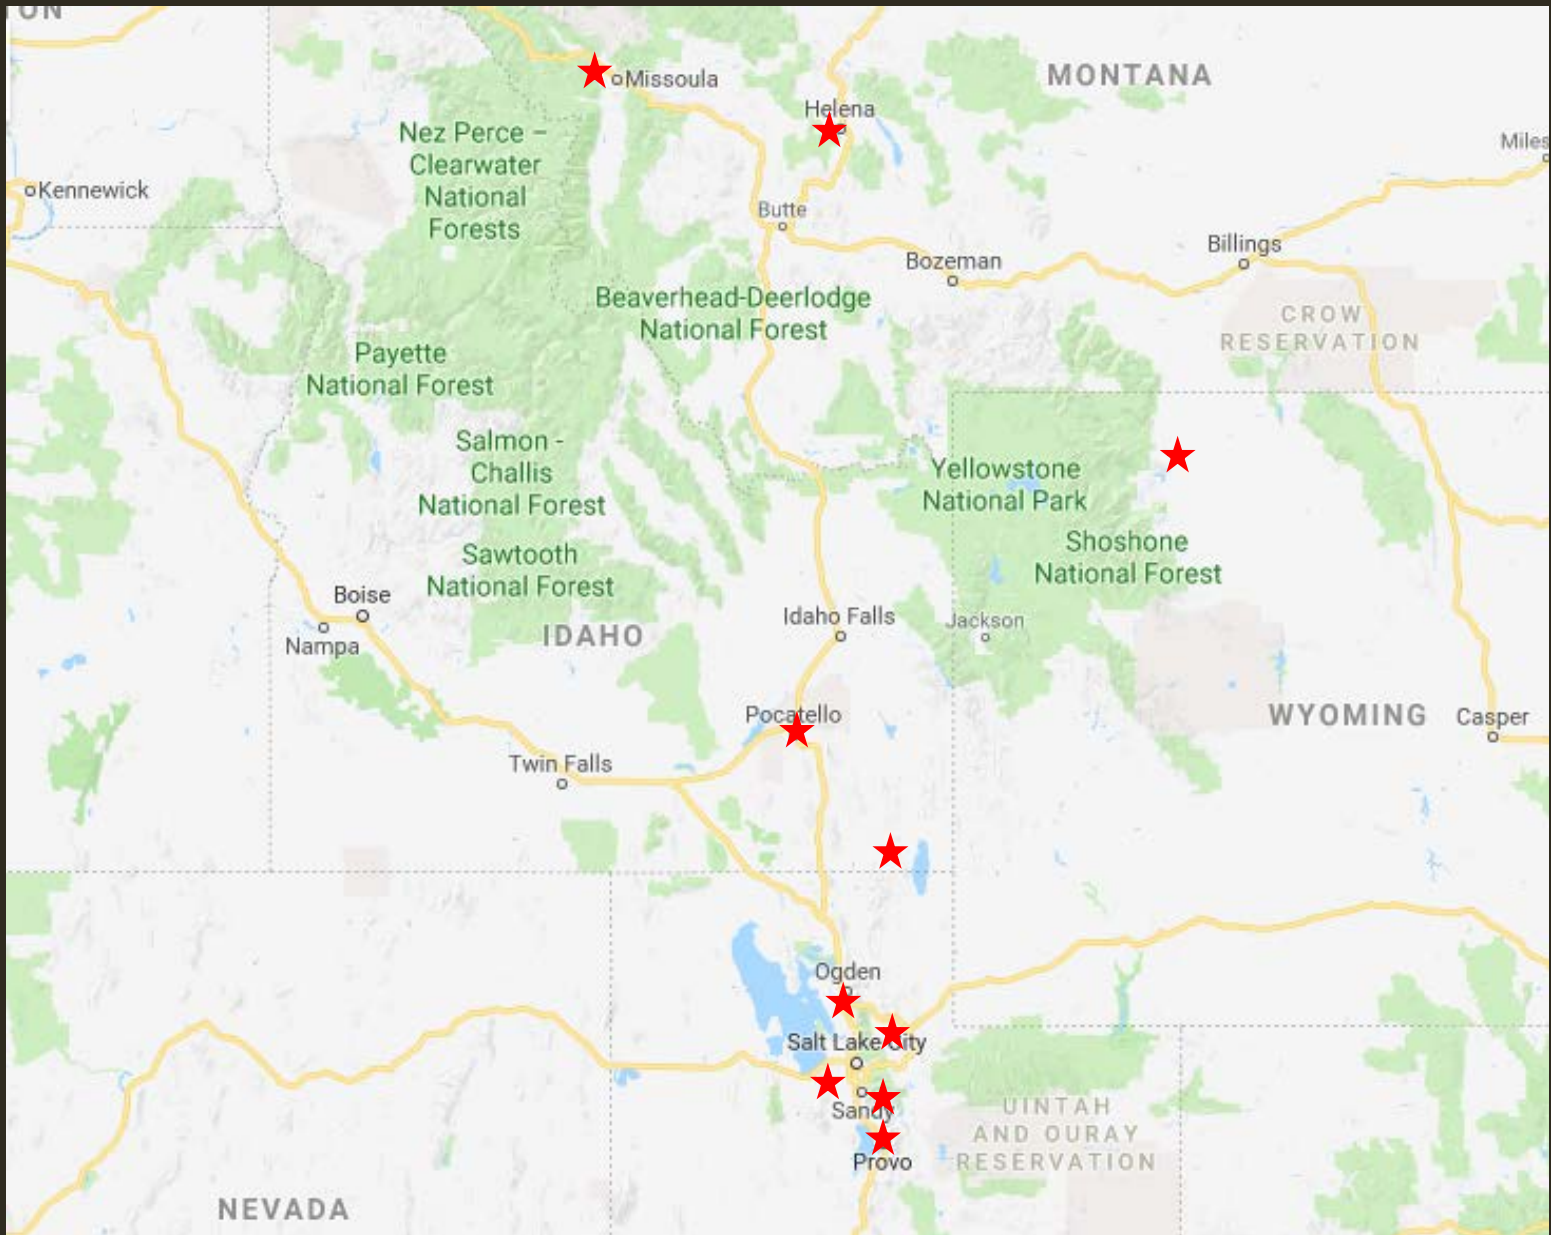 MONTANA
Missoula
Helena
Miles
Nez Perce –
Clearwater
National
Forests
Kennewick
Butte
Billings
Bozeman
Beaverhead-Deerlodge
National Forest
CROW
RESERVATION
Payette
National Forest
Salmon -
Challis
National Forest
Yellowstone
National Park
Sawtooth
National Forest
Shoshone
National Forest
Boise
Nampa
IDAHO
Idaho Falls
Jackson
Pocatello
WYOMING
Casper
Twin Falls
Ogden
Salt Lake City
Sandy
UINTAH
AND OURAY
RESERVATION
Provo
NEVADA